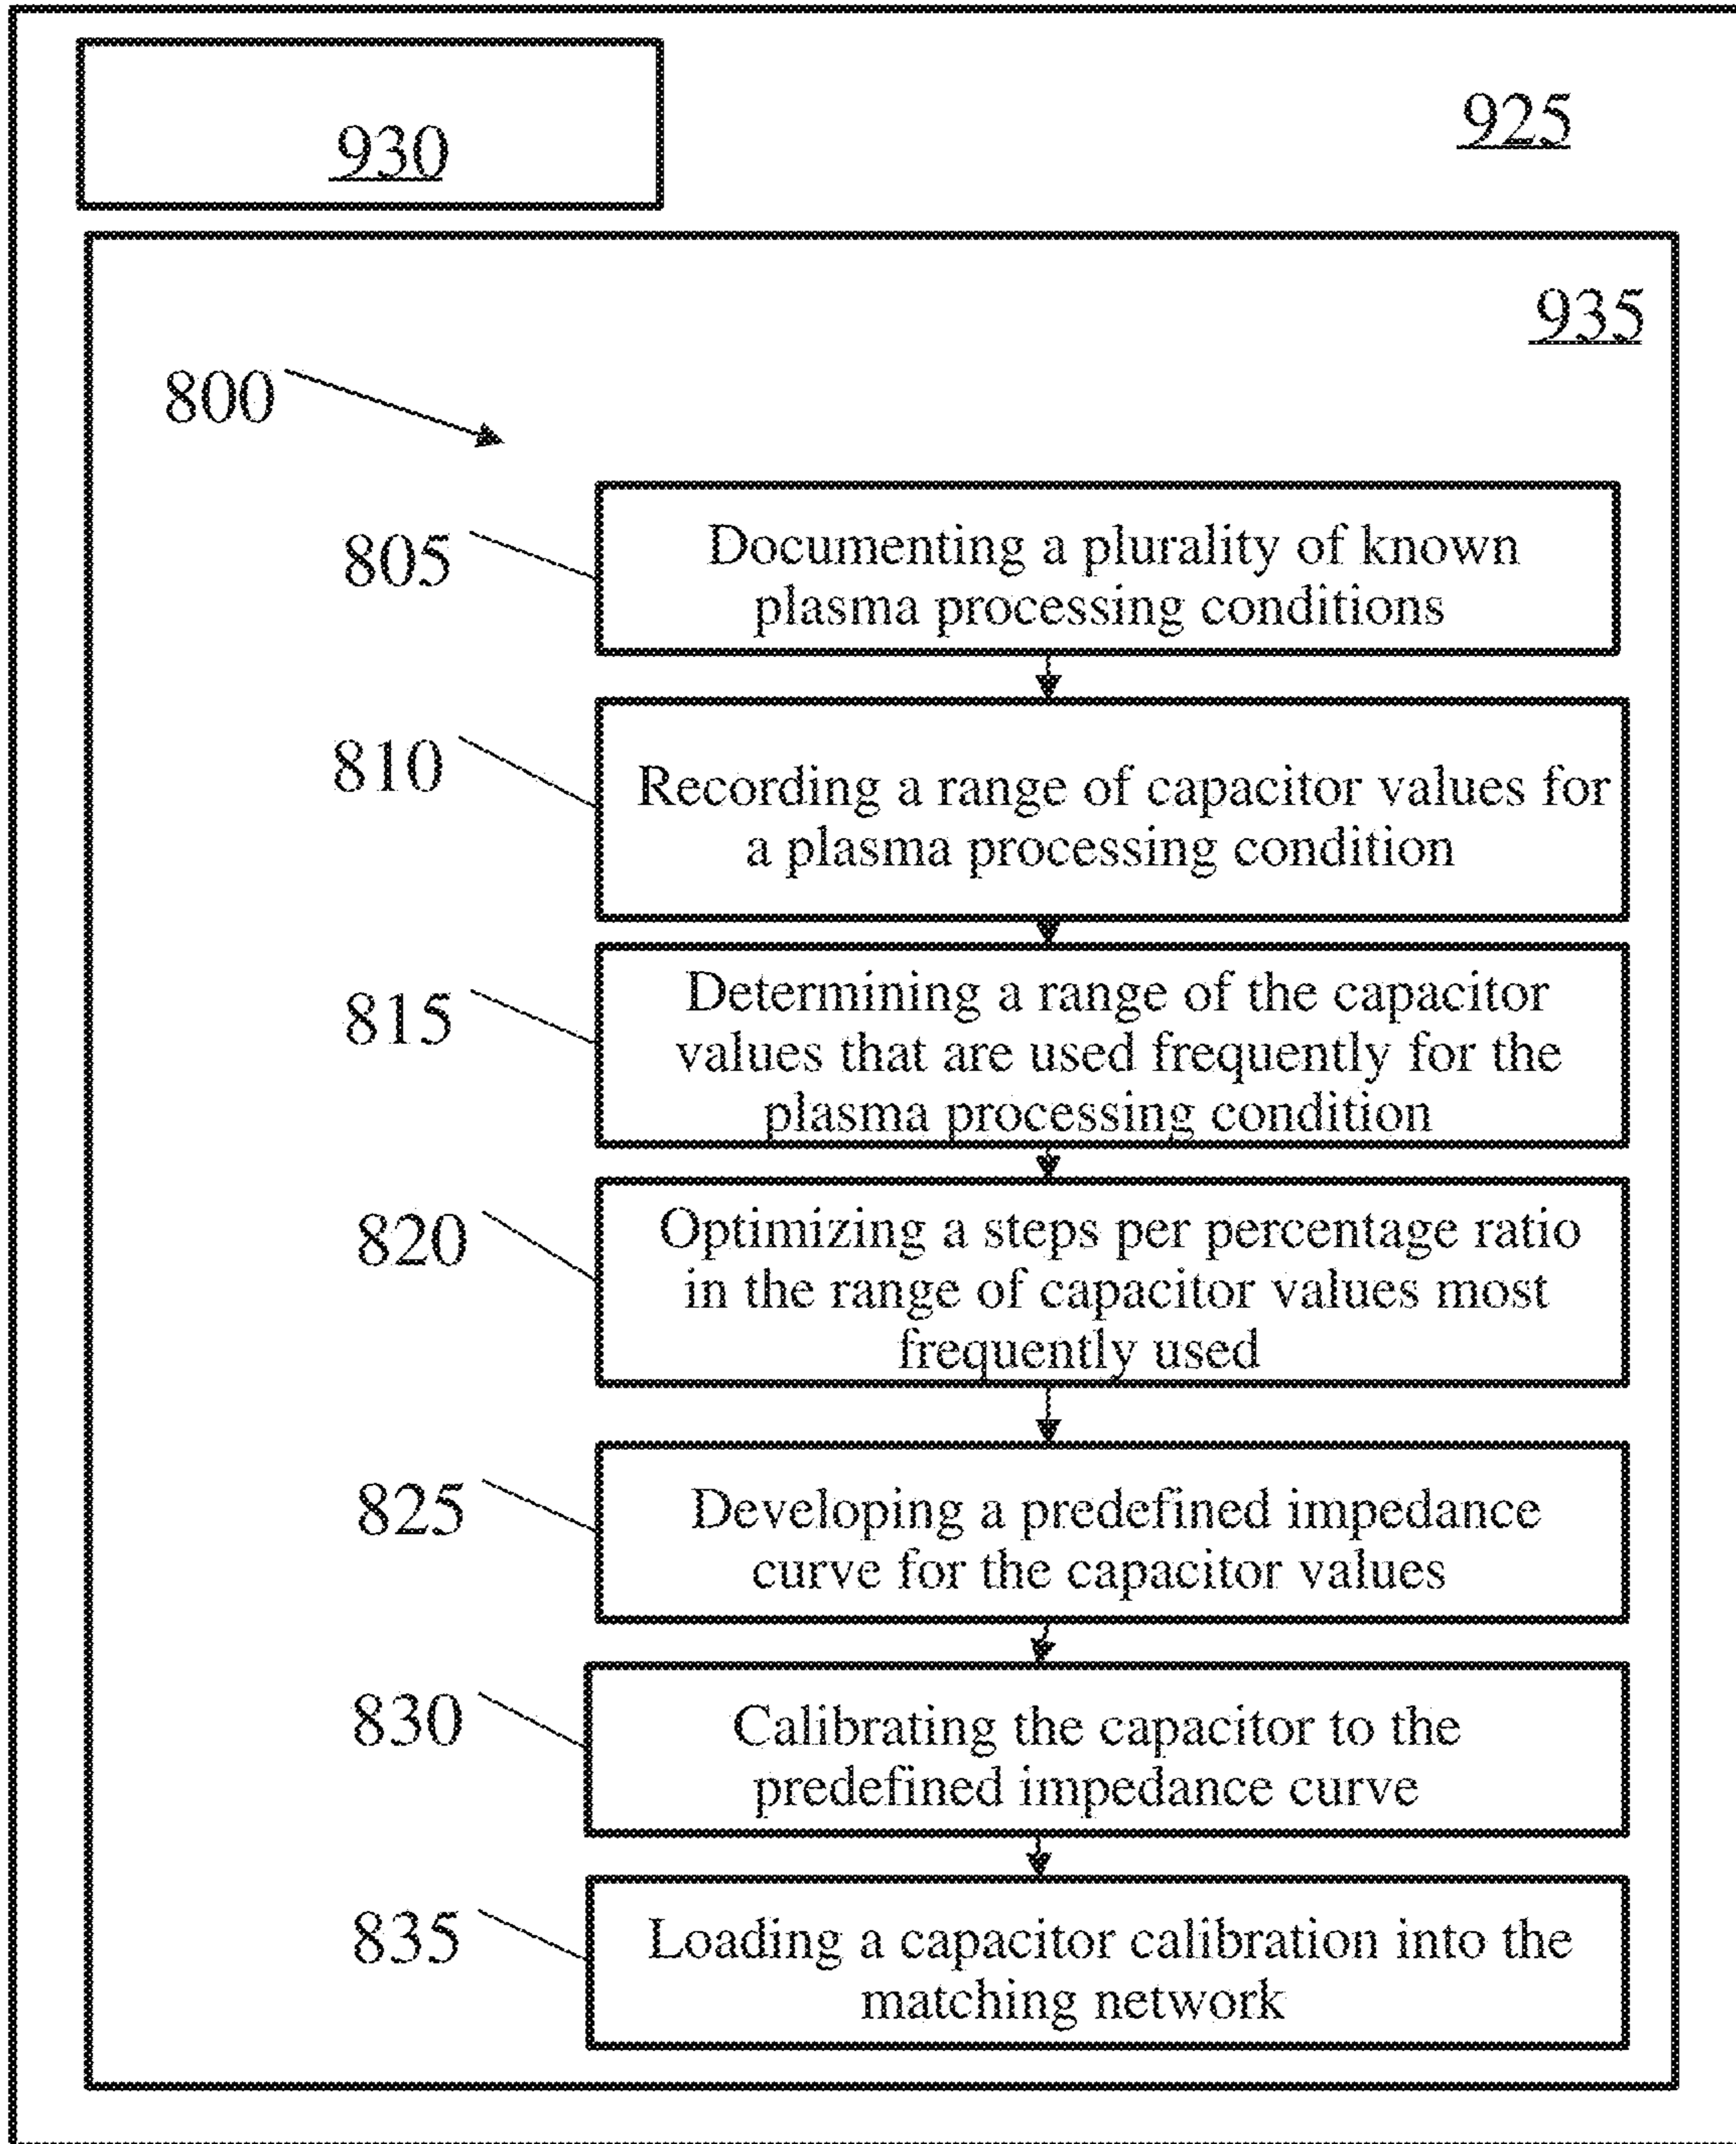 930
925
935
800
805
Documenting a plurality of known
plasma processing conditions
810
Recording a range of capacitor values for
a plasma processing condition
815
Determining a range of the capacitor
values that are used frequently for the
plasma processing condition
820
Optimizing a steps per percentage ratio
in the range of capacitor values most
frequently used
825
Developing a predefined impedance
curve for the capacitor values
830
Calibrating the capacitor to the
predefined impedance curve
835
Loading a capacitor calibration into the
matching network